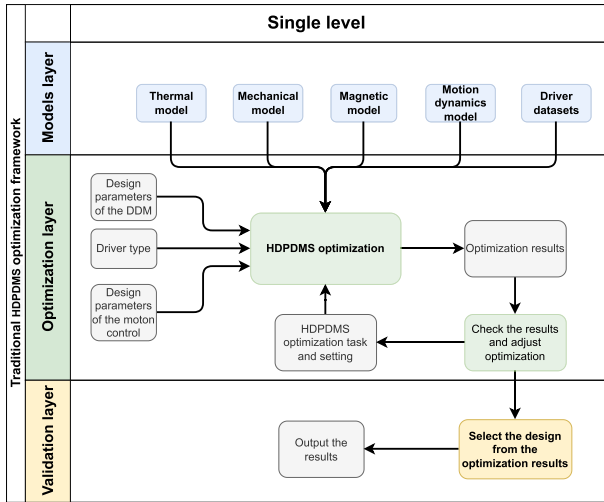 Single level
Traditional HDPDMS optimization framework
Models layer
Thermal
model
Mechanical
model
Magnetic
model
Motion
dynamics
model
Driver
datasets
Optimization layer
Design
parameters
of the DDM
Driver type
Design
parameters
of the moton
control
HDPDMS optimization
Optimization results
HDPDMS
optimization task
and setting
Check the results
and adjust
optimization
Validation layer
Output the
results
Select the design
from the
optimization results